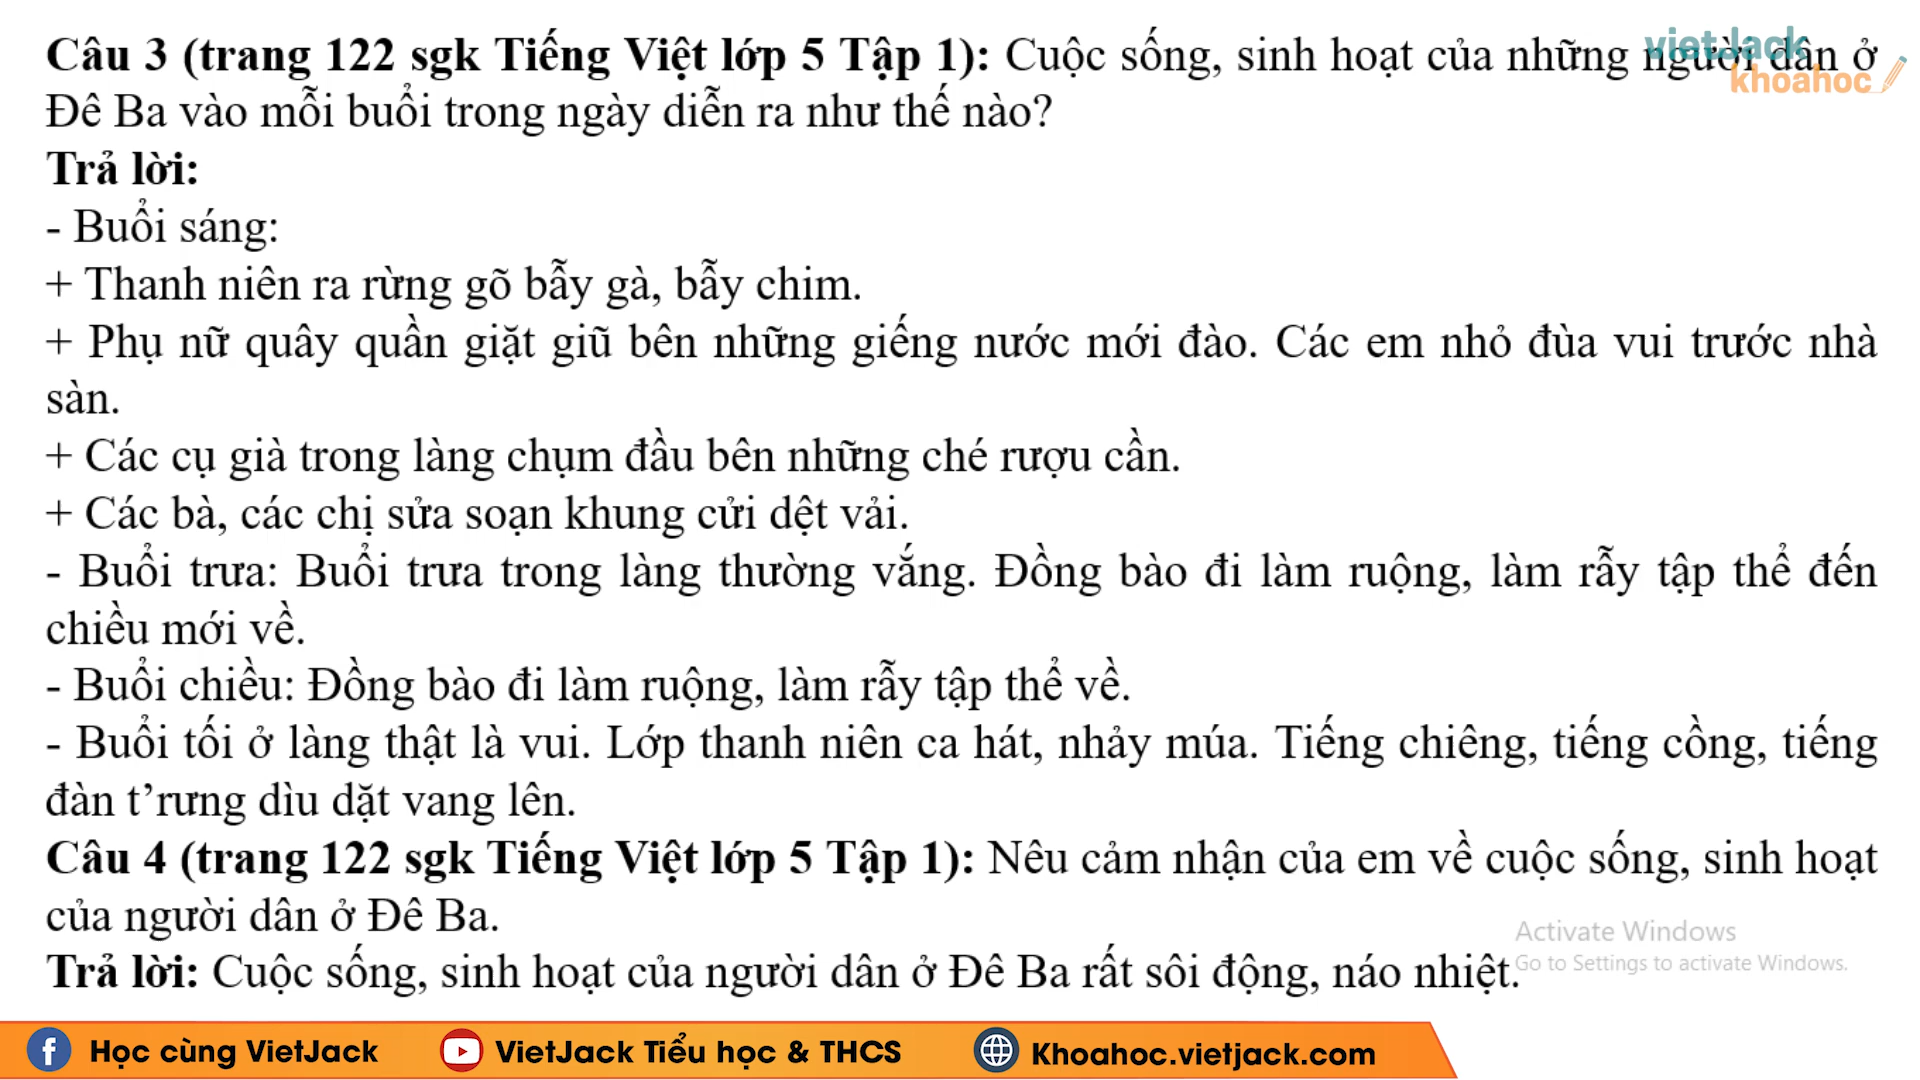 Câu 3 (trang 122 sgk Tiếng Việt lớp 5 Tập 1): Cuộc sống, sinh hoạt của những người dân ở
vietJack
khoahoc
Đê Ba vào mỗi buổi trong ngày diễn ra như thế nào?
Trả lời:
- Buổi sáng:
+ Thanh niên ra rừng gõ bẫy gà, bẫy chim.
+ Phụ nữ quây quần giặt giũ bên những giếng nước mới đào. Các em nhỏ đùa vui trước nhà
sàn.
+ Các cụ già trong làng chụm đầu bên những ché rượu cần.
+ Các bà, các chị sửa soạn khung cửi dệt vải.
- Buổi trưa: Buổi trưa trong làng thường vắng. Đồng bào đi làm ruộng, làm rẫy tập thể đến
chiều mới về.
- Buổi chiều: Đồng bào đi làm ruộng, làm rẫy tập thể về.
- Buổi tối ở làng thật là vui. Lớp thanh niên ca hát, nhảy múa. Tiếng chiêng, tiếng cồng, tiếng
đàn t’rưng dìu dặt vang lên.
Câu 4 (trang 122 sgk Tiếng Việt lớp 5 Tập 1): Nêu cảm nhận của em về cuộc sống, sinh hoạt
của người dân ở Đê Ba.
Trả lời: Cuộc sống, sinh hoạt của người dân ở Đê Ba rất sôi động, náo nhiệt.
Activate Windows
Go to Settings to activate Windows.
Học cùng VietJack
VietJack Tiểu học & THCS
Khoahoc.vietjack.com